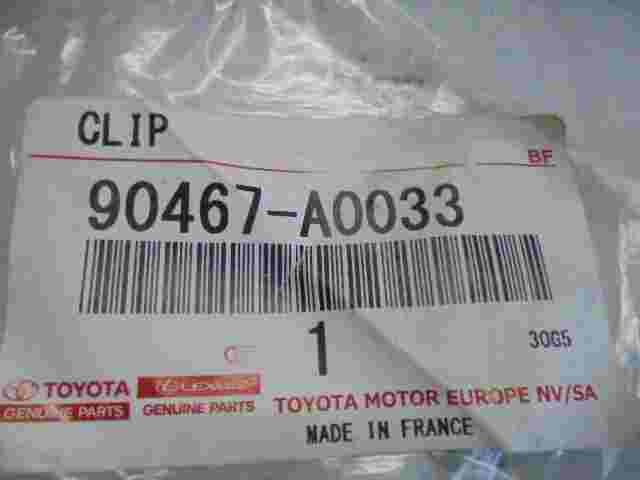 CLIP
BF
90467-A0033
1
30G5
TOYOTA
GENUINE PARTS
LEXUS
GENUINE PARTS
TOYOTA MOTOR EUROPE NV/SA
MADE IN FRANCE